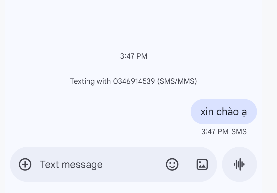 3:47 PM
Texting with 0346914539 (SMS/MMS)
xin chào ạ
3:47 PM SMS
Text message